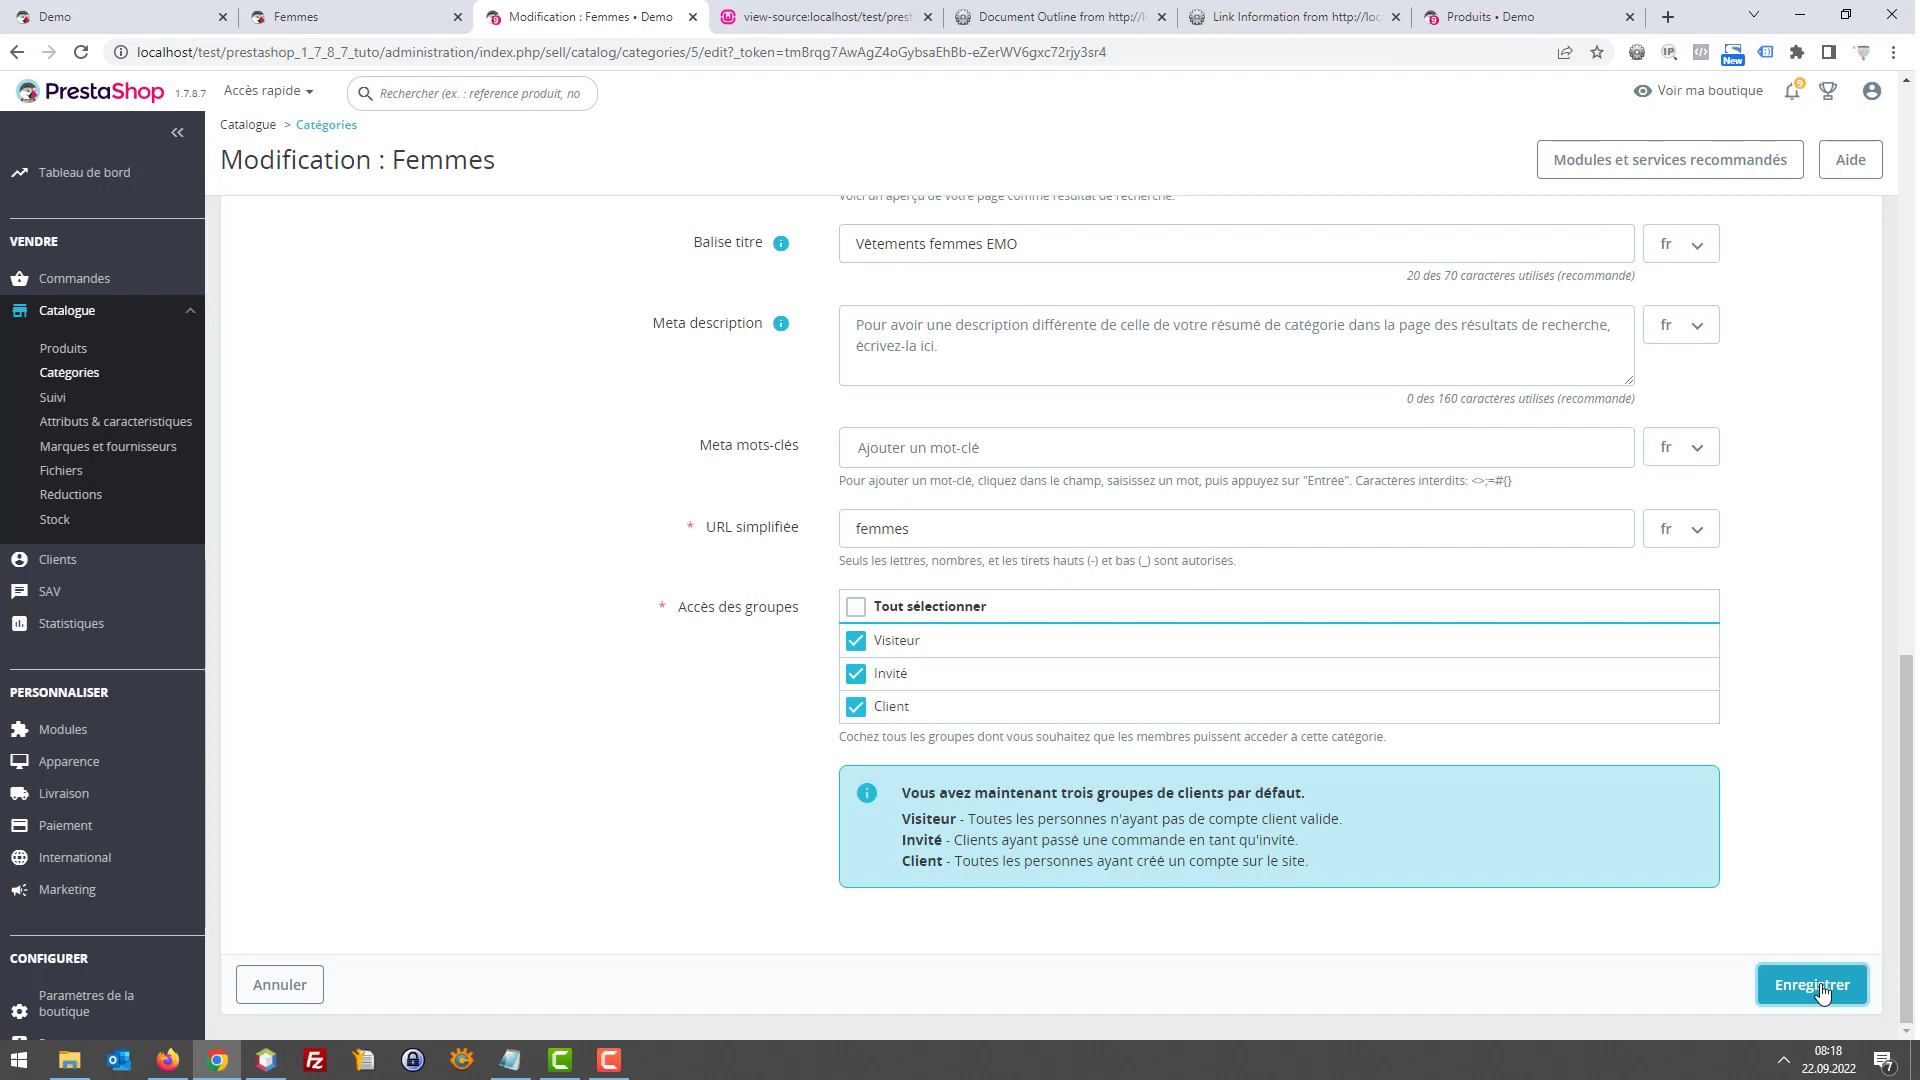 Demo
Femmes
Modification : Femmes • Demo
view-source:localhost/test/prest
Document Outline from http://l
Link Information from http://loc
Produits • Demo
localhost/test/prestashop_1_7_8_7_tuto/administration/index.php/sell/catalog/categories/5/edit?_token=tmBrqg7AwAgZ4oGybsaEhBb-eZerWV6gxc72rjy3sr4
New
PrestaShop 1.7.8.7
Accès rapide
Rechercher (ex. : référence produit, no
Voir ma boutique
9
Catalogue > Catégories
Modification : Femmes
Modules et services recommandés
Aide
Tableau de bord
VENDRE
Commandes
Catalogue
Produits
Catégories
Suivi
Attributs & caractéristiques
Marques et fournisseurs
Fichiers
Réductions
Stock
Clients
SAV
Statistiques
PERSONNALISER
Modules
Apparence
Livraison
Paiement
International
Marketing
CONFIGURER
Paramètres de la
boutique
Voici un aperçu de votre page comme résultat de recherche.
Balise titre
Vêtements femmes EMO
fr
20 des 70 caractères utilisés (recommandé)
Meta description
Pour avoir une description différente de celle de votre résumé de catégorie dans la page des résultats de recherche,
écrivez-la ici.
fr
0 des 160 caractères utilisés (recommandé)
Meta mots-clés
Ajouter un mot-clé
fr
Pour ajouter un mot-clé, cliquez dans le champ, saisissez un mot, puis appuyez sur "Entrée". Caractères interdits: <>;=#{}
* URL simplifiée
femmes
fr
Seuls les lettres, nombres, et les tirets hauts (-) et bas (_) sont autorisés.
* Accès des groupes
Tout sélectionner
Visiteur
Invité
Client
Cochez tous les groupes dont vous souhaitez que les membres puissent accéder à cette catégorie.
Vous avez maintenant trois groupes de clients par défaut.
Visiteur - Toutes les personnes n'ayant pas de compte client valide.
Invité - Clients ayant passé une commande en tant qu'invité.
Client - Toutes les personnes ayant créé un compte sur le site.
Annuler
Enregistrer
08:18
22.09.2022
7